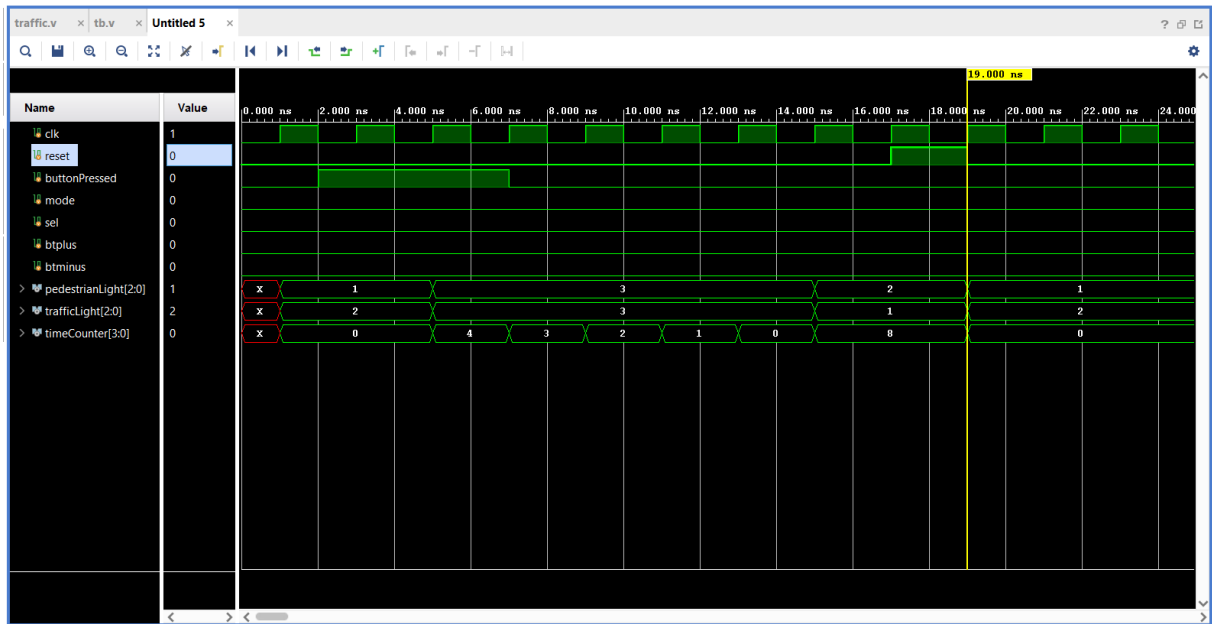 traffic.v × tb.v × Untitled 5 ×
?
19.000 ns
Name Value
0.000 ns 2.000 ns 4.000 ns 6.000 ns 8.000 ns 10.000 ns 12.000 ns 14.000 ns 16.000 ns 18.000 ns 20.000 ns 22.000 ns 24.000
clk 1
reset 0
buttonPressed 0
mode 0
sel 0
btplus 0
btminus 0
pedestrianLight[2:0] 1 X 1 3 2 1
trafficLight[2:0] 2 X 2 3 1 2
timeCounter[3:0] 0 X 0 4 3 2 1 0 8 0